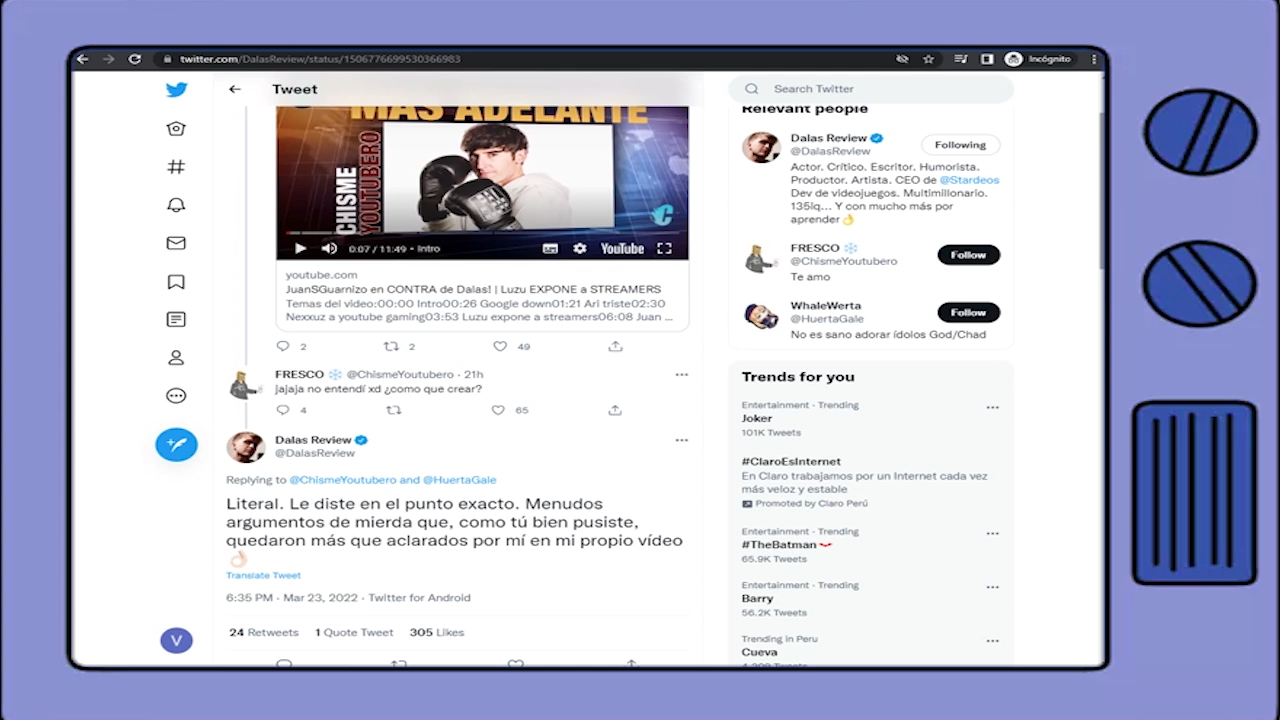 twitter.com/DalasReview/status/1506776699530366983
Incógnito
Tweet
Search Twitter
MÁS ADELANTE
CHISME
YOUTUBERO
0:07 / 11:49 • Intro
YouTube
youtube.com
JuanSGuarnizo en CONTRA de Dalas! | Luzu EXPONE a STREAMERS
Temas del video:00:00 Intro00:26 Google down01:21 Ari triste02:30
Nexxuz a youtube gaming03:53 Luzu expone a streamers06:08 Juan ...
2 2 49
FRESCO ❄️ @ChismeYoutubero · 21h
jajaja no entendí xd ¿como que crear?
4 65
Dalas Review
@DalasReview
Replying to @ChismeYoutubero and @HuertaGale
Literal. Le diste en el punto exacto. Menudos
argumentos de mierda que, como tú bien pusiste,
quedaron más que aclarados por mí en mi propio vídeo
👌🏻
Translate Tweet
6:35 PM · Mar 23, 2022 · Twitter for Android
24 Retweets 1 Quote Tweet 305 Likes
V
Relevant people
Dalas Review
@DalasReview
Following
Actor. Crítico. Escritor. Humorista.
Productor. Artista. CEO de @Stardeos
Dev de videojuegos. Multimillonario.
135iq... Y con mucho más por
aprender👌
FRESCO ❄️
@ChismeYoutubero
Follow
Te amo
WhaleWerta
@HuertaGale
Follow
No es sano adorar ídolos God/Chad
Trends for you
Entertainment · Trending
Joker
101K Tweets
#ClaroEsInternet
En Claro trabajamos por un Internet cada vez
más veloz y estable
Promoted by Claro Perú
Entertainment · Trending
#TheBatman
65.9K Tweets
Entertainment · Trending
Barry
56.2K Tweets
Trending in Peru
Cueva
Tweets